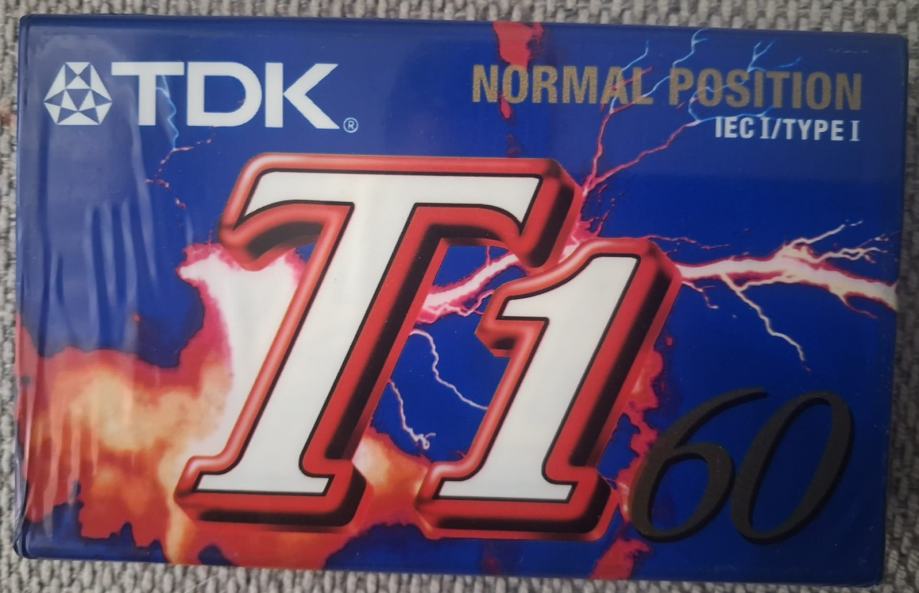 TDK®
NORMAL POSITION
IEC I/TYPE I
T1
60